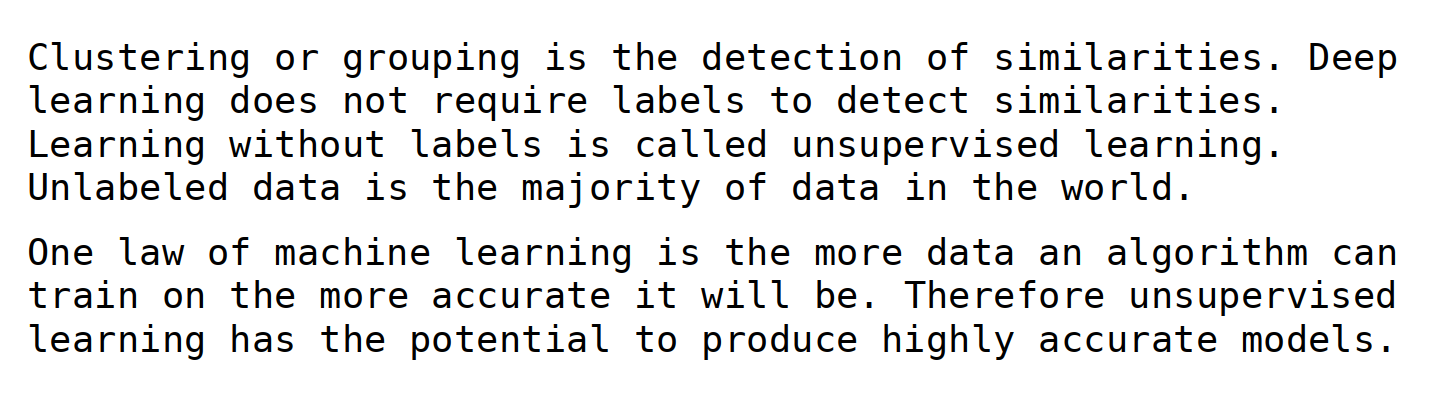 Clustering or grouping is the detection of similarities. Deep
learning does not require labels to detect similarities.
Learning without labels is called unsupervised learning.
Unlabeled data is the majority of data in the world.
One law of machine learning is the more data an algorithm can
train on the more accurate it will be. Therefore unsupervised
learning has the potential to produce highly accurate models.